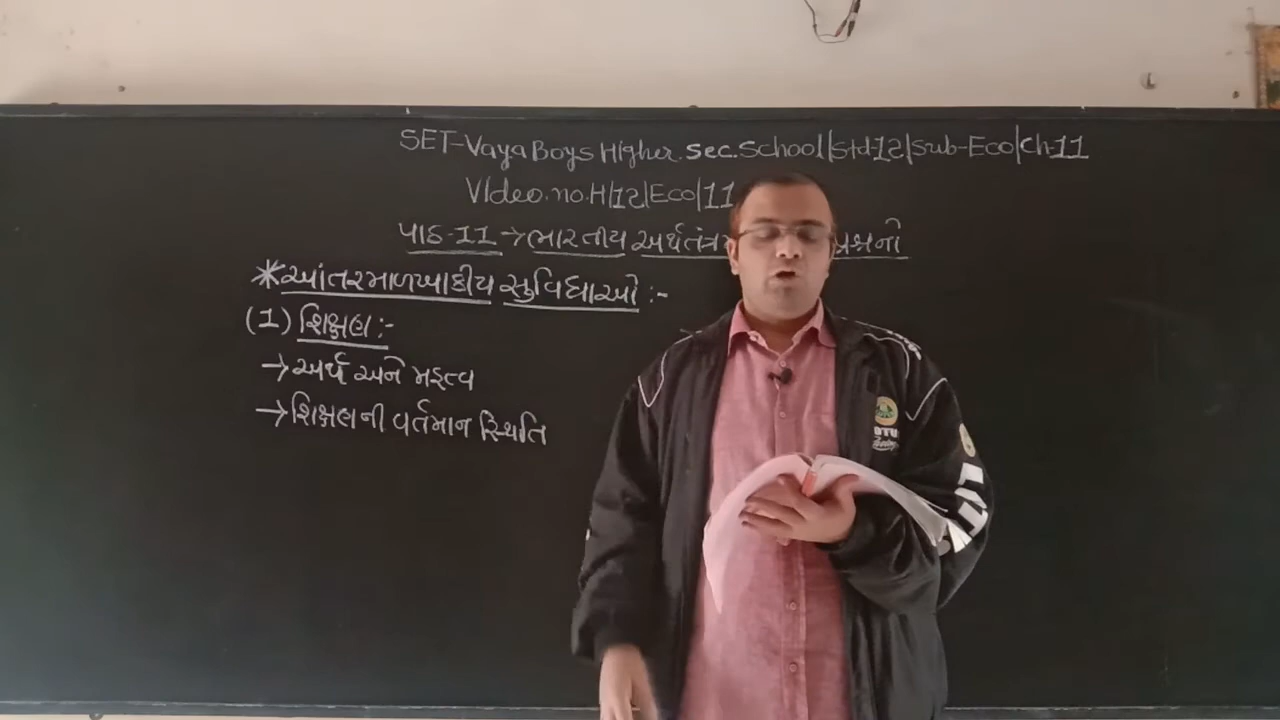 SET-Vaya Boys Higher. Sec. School|Std-12|Sub-Eco|Ch-11
Video.no.H|12|Eco|11
પાઠ-11 → ભારતીય અર્થતંત્ર પ્રશ્નો
*આંતરમાળખાકીય સુવિધાઓ :-
(1) શિક્ષણ :-
→ અર્થ અને મહત્વ
→ શિક્ષણની વર્તમાન સ્થિતિ